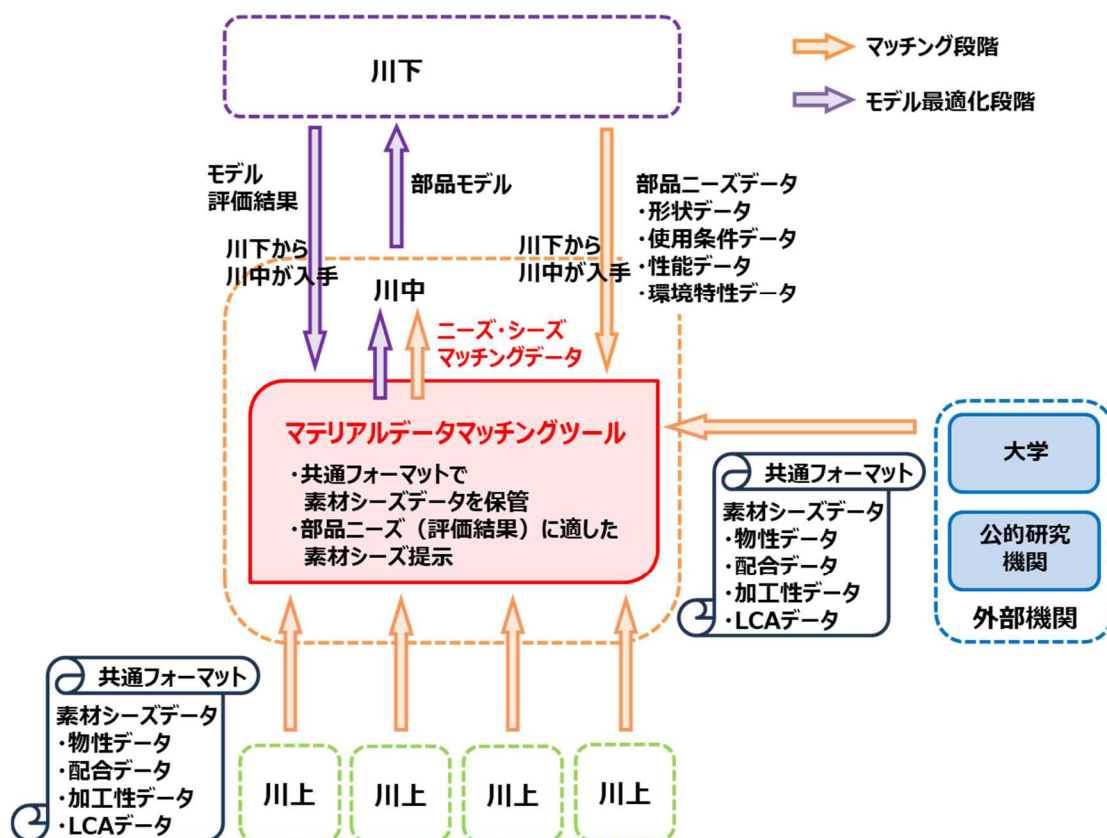 川下
マッチング段階
モデル最適化段階
モデル
評価結果
部品モデル
川下から
川中が入手
川下から
川中が入手
部品ニーズデータ
・形状データ
・使用条件データ
・性能データ
・環境特性データ
川中
ニーズ・シーズ
マッチングデータ
マテリアルデータマッチングツール
・共通フォーマットで
素材シーズデータを保管
・部品ニーズ（評価結果）に適した
素材シーズ提示
共通フォーマット
素材シーズデータ
・物性データ
・配合データ
・加工性データ
・LCAデータ
大学
公的研究
機関
外部機関
共通フォーマット
素材シーズデータ
・物性データ
・配合データ
・加工性データ
・LCAデータ
川上
川上
川上
川上